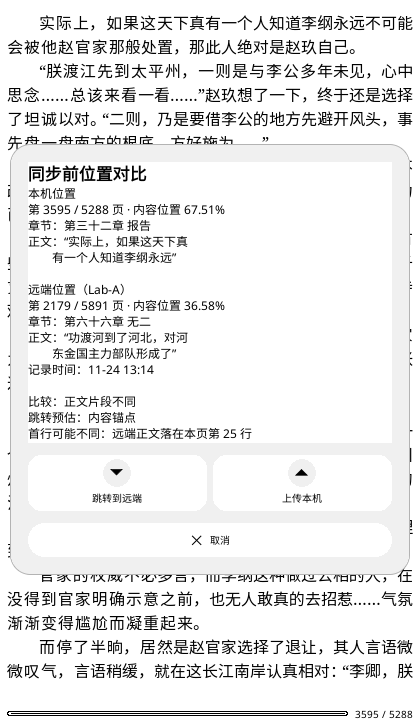 实际上，如果这天下真有一个人知道李纲永远不可能
会被他赵官家那般处置，那此人绝对是赵玖自己。
“朕渡江先到太平州，一则是与李公多年未见，心中
思念……总该来看一看……”赵玖想了一下，终于还是选择
了坦诚以对。“二则，乃是要借李公的地方先避开风头，事
先盘一盘南方的根底，方好施为……”
同步前位置对比
本机位置
第 3595 / 5288 页 · 内容位置 67.51%
章节：第三十二章 报告
正文：“实际上，如果这天下真
有一个人知道李纲永远”
远端位置（Lab-A）
第 2179 / 5891 页 · 内容位置 36.58%
章节：第六十六章 无二
正文：“功渡河到了河北，对河
东金国主力部队形成了”
记录时间：11-24 13:14
比较：正文片段不同
跳转预估：内容锚点
首行可能不同：远端正文落在本页第 25 行
跳转到远端
上传本机
取消
官家的权威不必多言，而李纲这种做过公相的人，在
没得到官家明确示意之前，也无人敢真的去招惹……气氛
渐渐变得尴尬而凝重起来。
而停了半晌，居然是赵官家选择了退让，其人言语微
微叹气，言语稍缓，就在这长江南岸认真相对：“李卿，朕
3595 / 5288